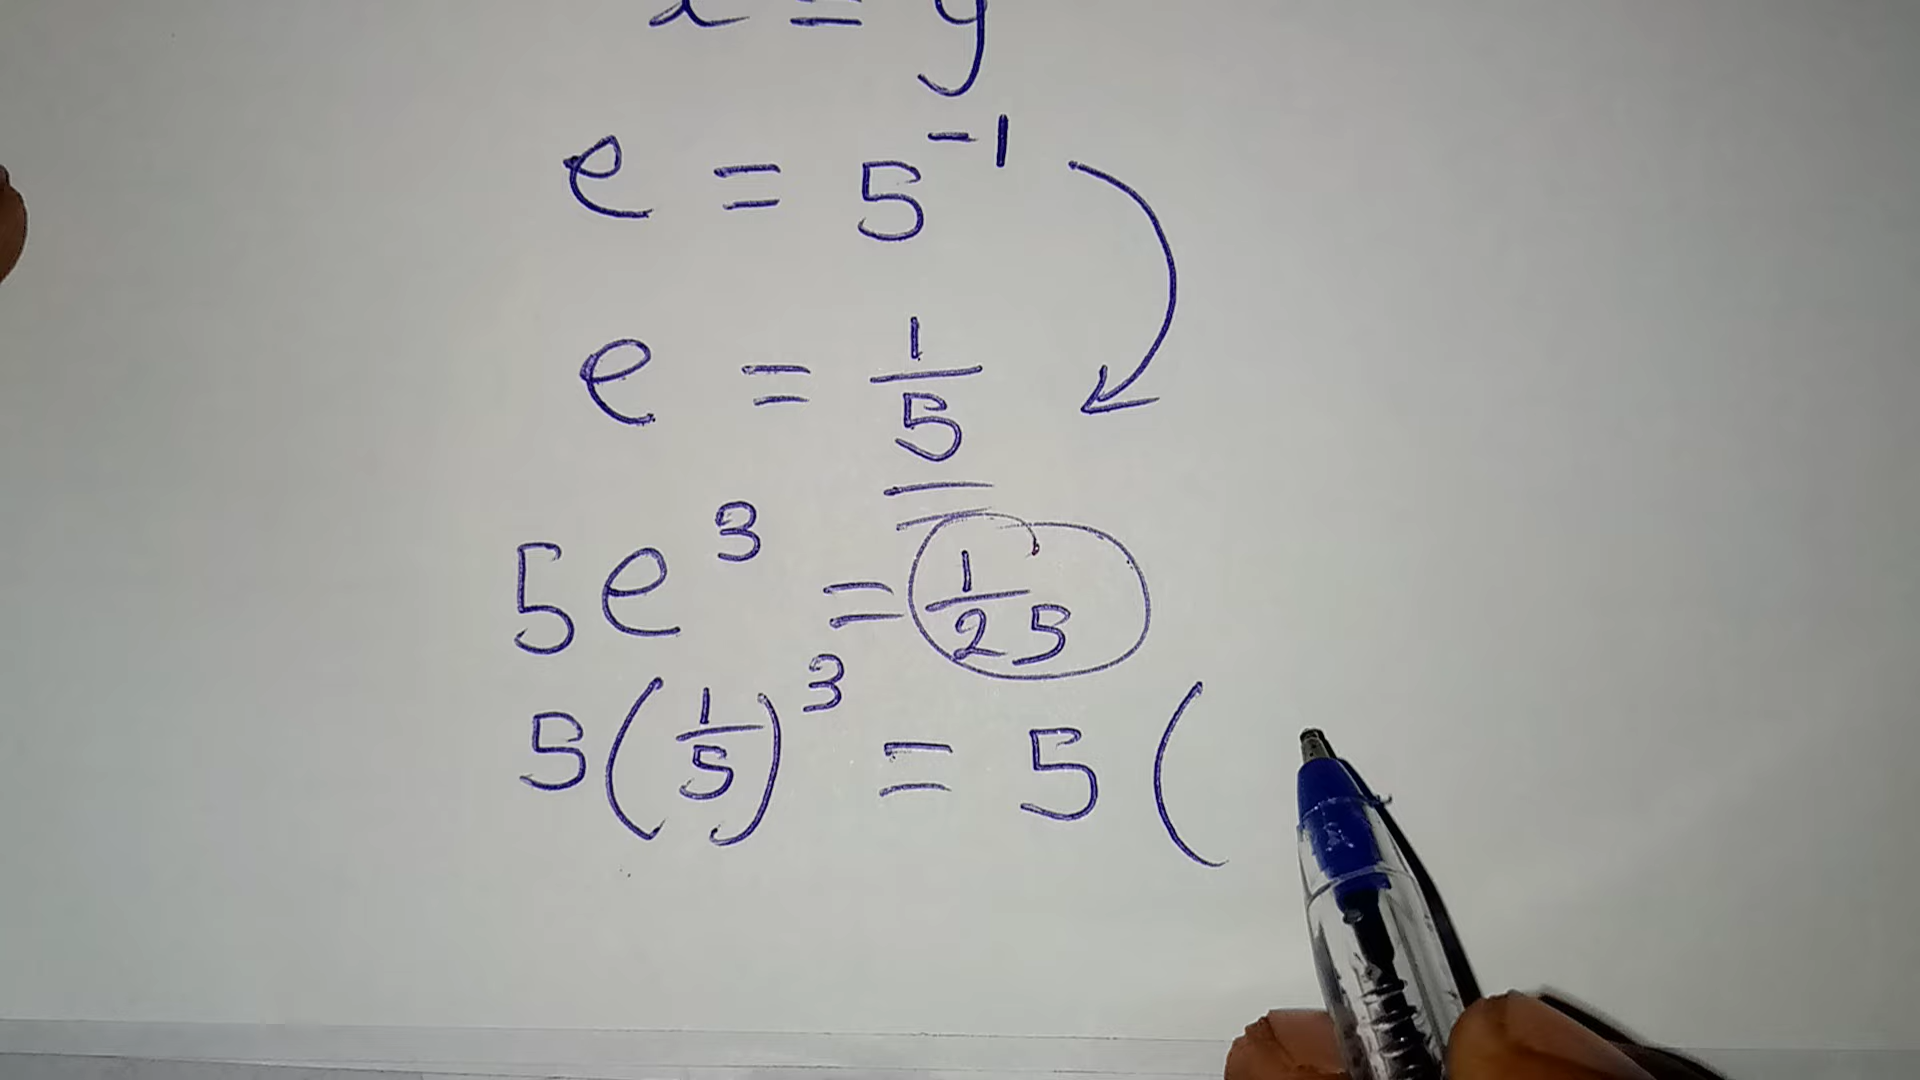 x = y
e = 5⁻¹
e = 1/5
5e³ = 1/25
5(1/5)³ = 5(